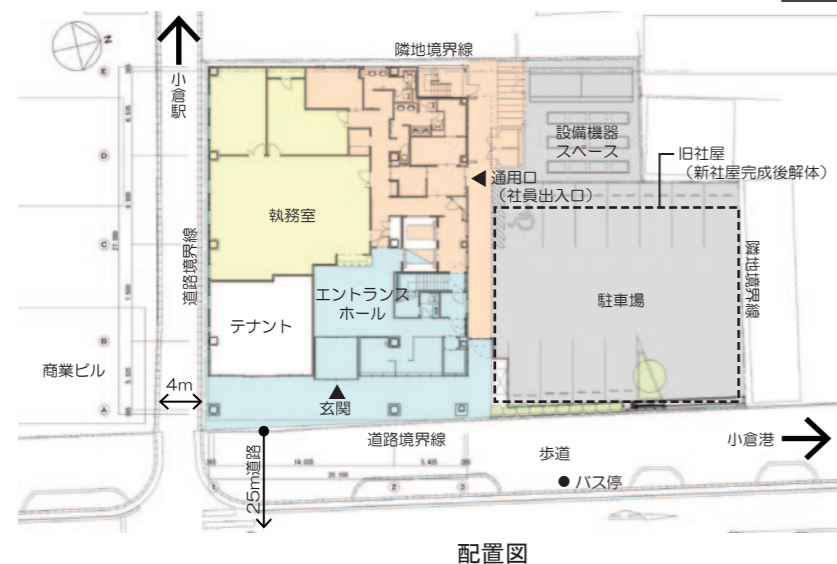 隣地境界線
小倉駅
設備機器
スペース
旧社屋
（新社屋完成後解体）
通用口
（社員出入口）
執務室
道路境界線
隣地境界線
エントランス
ホール
駐車場
テナント
商業ビル
4m
玄関
道路境界線
歩道
小倉港
25m道路
バス停
E
D
C
B
A
1
2
3
配置図